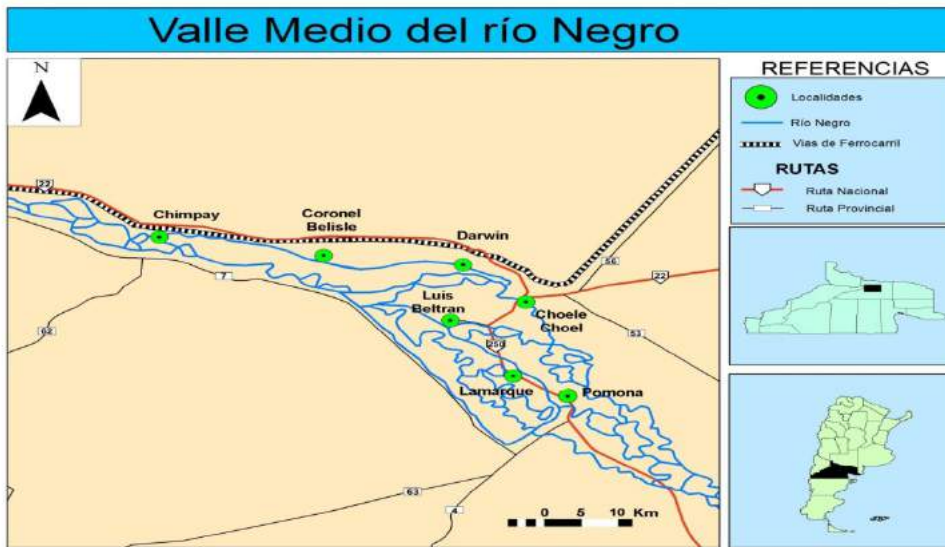 Valle Medio del río Negro
N
REFERENCIAS
Localidades
Río Negro
Vias de Ferrocarril
RUTAS
Ruta Nacional
Ruta Provincial
22
Chimpay
Coronel
Belisle
Darwin
7
56
22
Luis
Beltran
Choele
Choel
62
250
53
Lamarque
Pomona
63
4
0 5 10 Km